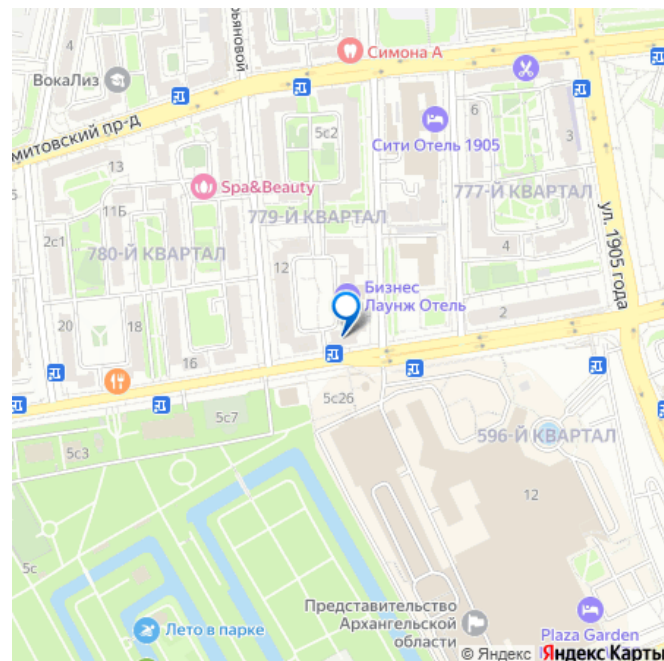 4
рьяновой
Симона А
ВокаЛиз
митовский пр-д
5с2
Сити Отель 1905
6
3
13
Spa&Beauty
777-Й КВАРТАЛ
11Б
779-Й КВАРТАЛ
ул. 1905 года
2с1
780-Й КВАРТАЛ
4
12
Бизнес
Лаунж Отель
2
20
18
16
5с26
5с7
596-Й КВАРТАЛ
5с3
12
5с
Представительство
Архангельской
области
Лето в парке
Plaza Garden
© Яндекс Яндекс Карты